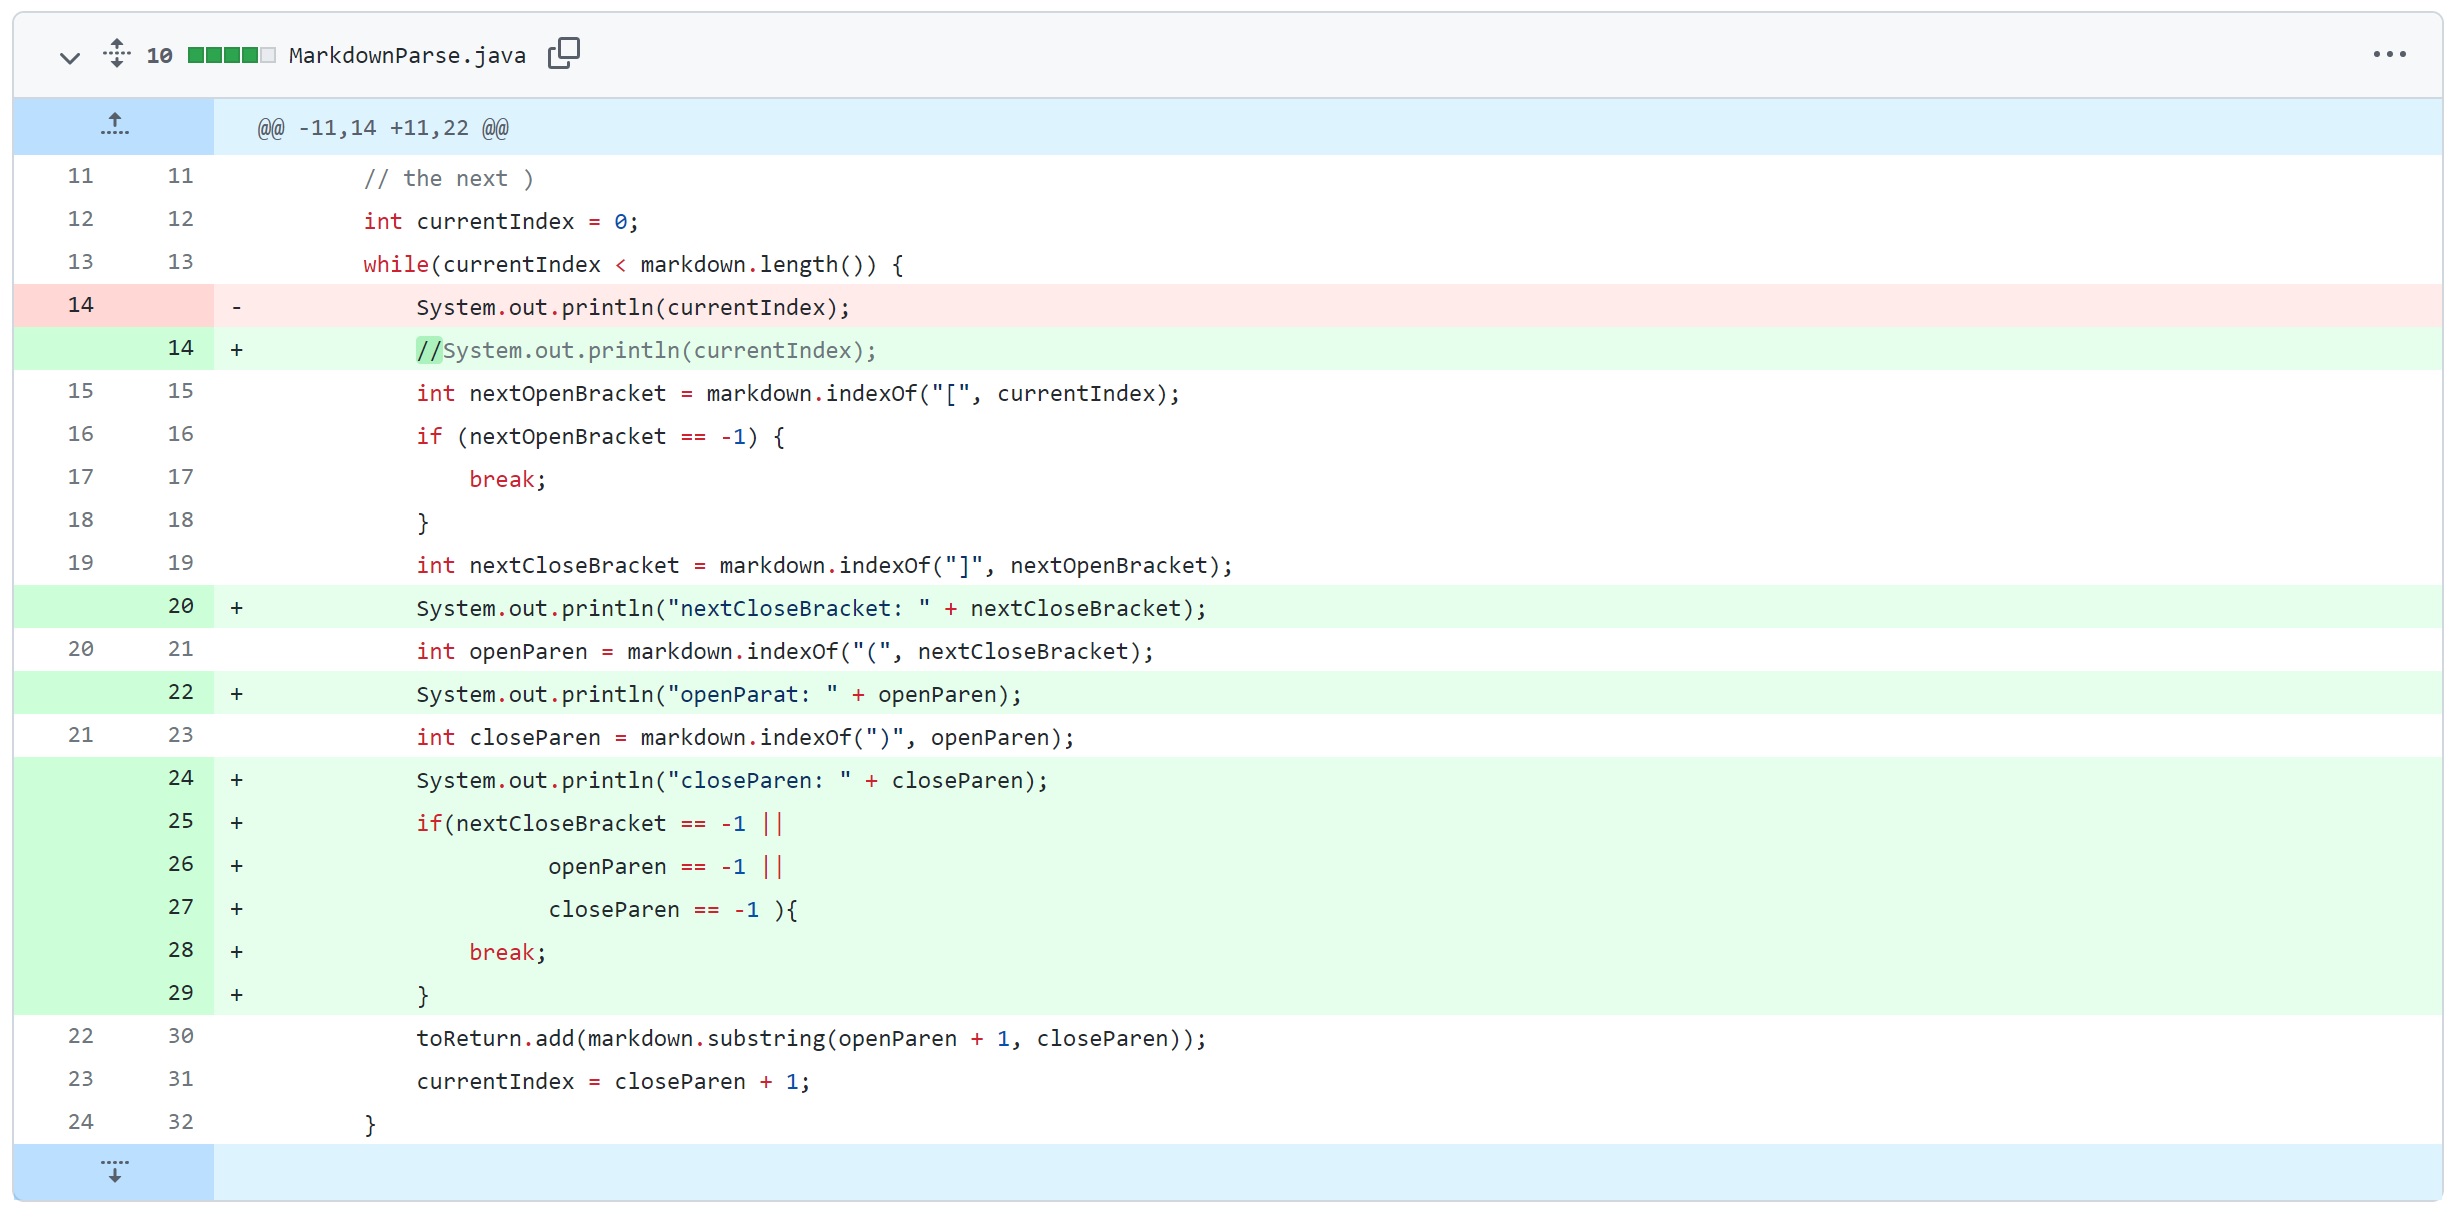 10 MarkdownParse.java
@@ -11,14 +11,22 @@
11 11 // the next )
12 12 int currentIndex = 0;
13 13 while(currentIndex < markdown.length()) {
14 - System.out.println(currentIndex);
14 + //System.out.println(currentIndex);
15 15 int nextOpenBracket = markdown.indexOf("[", currentIndex);
16 16 if (nextOpenBracket == -1) {
17 17 break;
18 18 }
19 19 int nextCloseBracket = markdown.indexOf("]", nextOpenBracket);
20 + System.out.println("nextCloseBracket: " + nextCloseBracket);
20 21 int openParen = markdown.indexOf("(", nextCloseBracket);
22 + System.out.println("openParat: " + openParen);
21 23 int closeParen = markdown.indexOf(")", openParen);
24 + System.out.println("closeParen: " + closeParen);
25 + if(nextCloseBracket == -1 ||
26 + openParen == -1 ||
27 + closeParen == -1 ){
28 + break;
29 + }
22 30 toReturn.add(markdown.substring(openParen + 1, closeParen));
23 31 currentIndex = closeParen + 1;
24 32 }